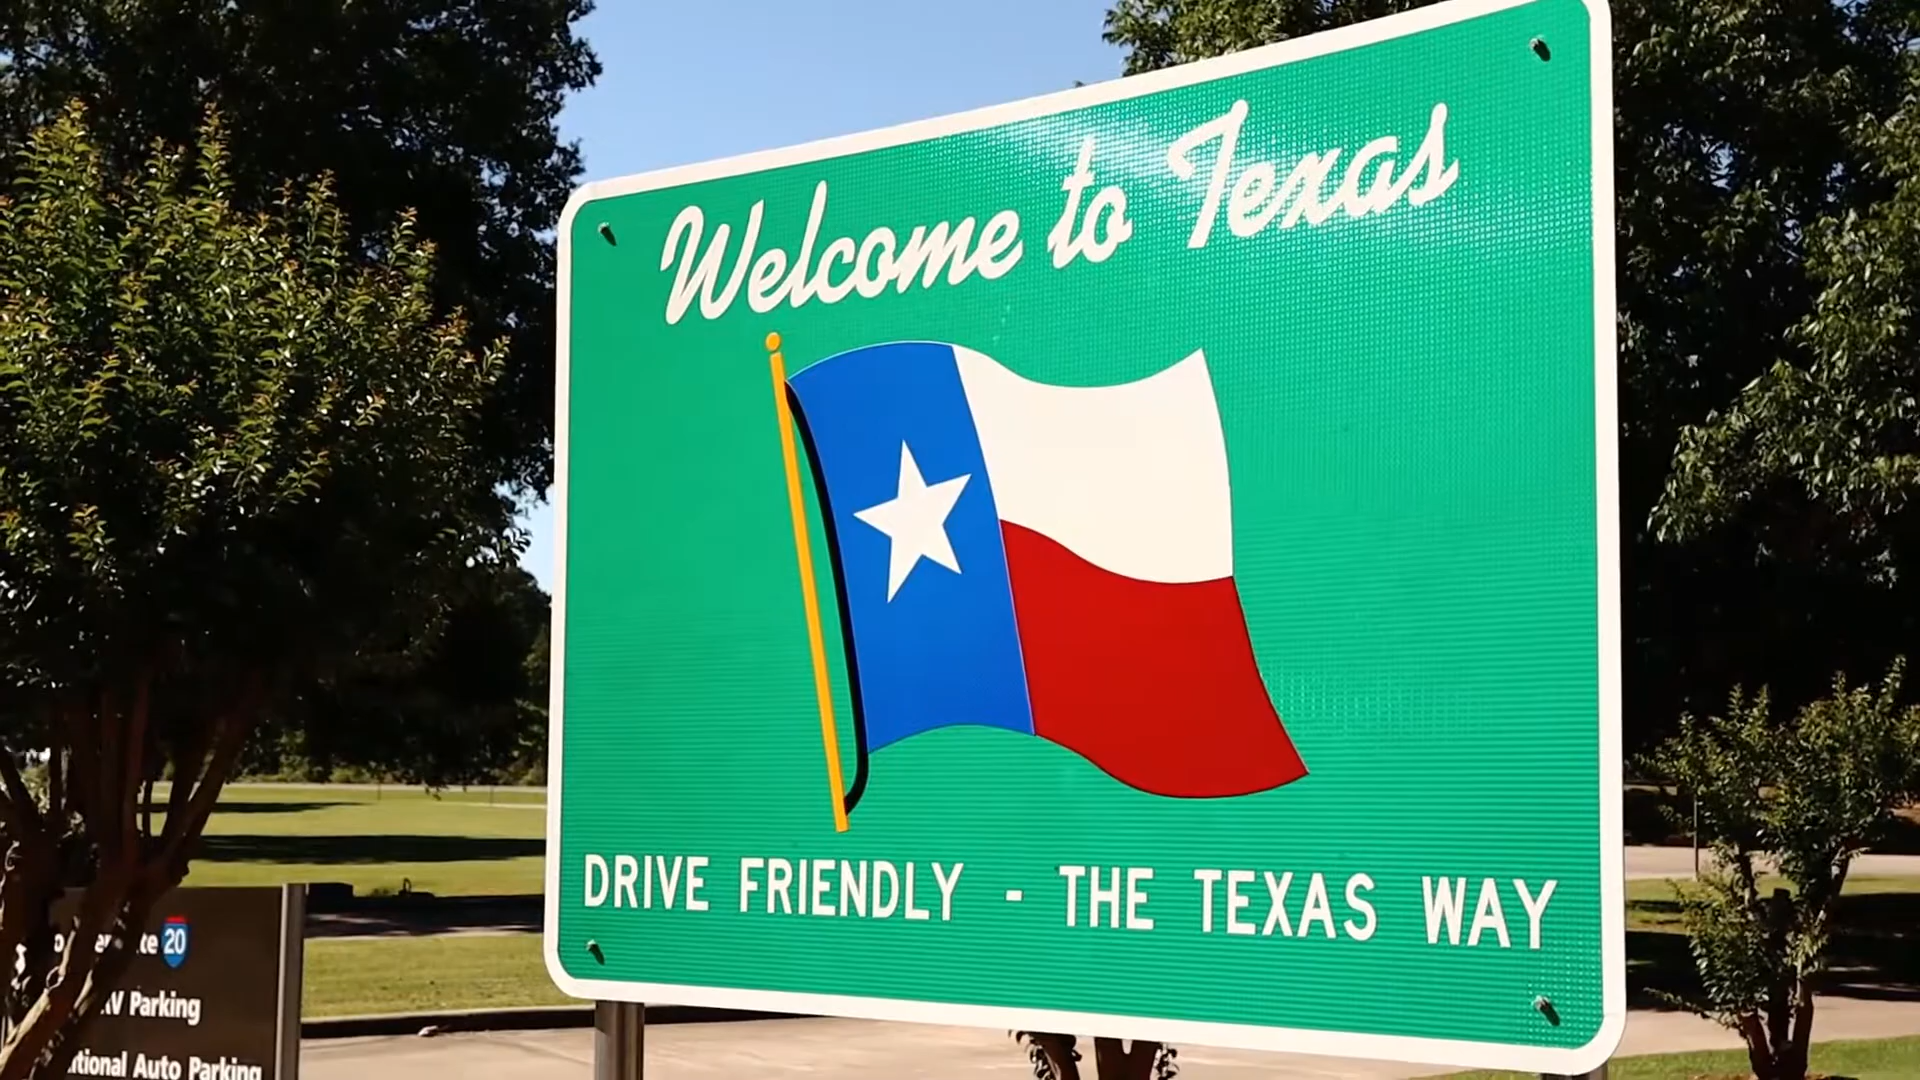 Welcome to Texas
DRIVE FRIENDLY - THE TEXAS WAY
20
Parking
Auto Parking